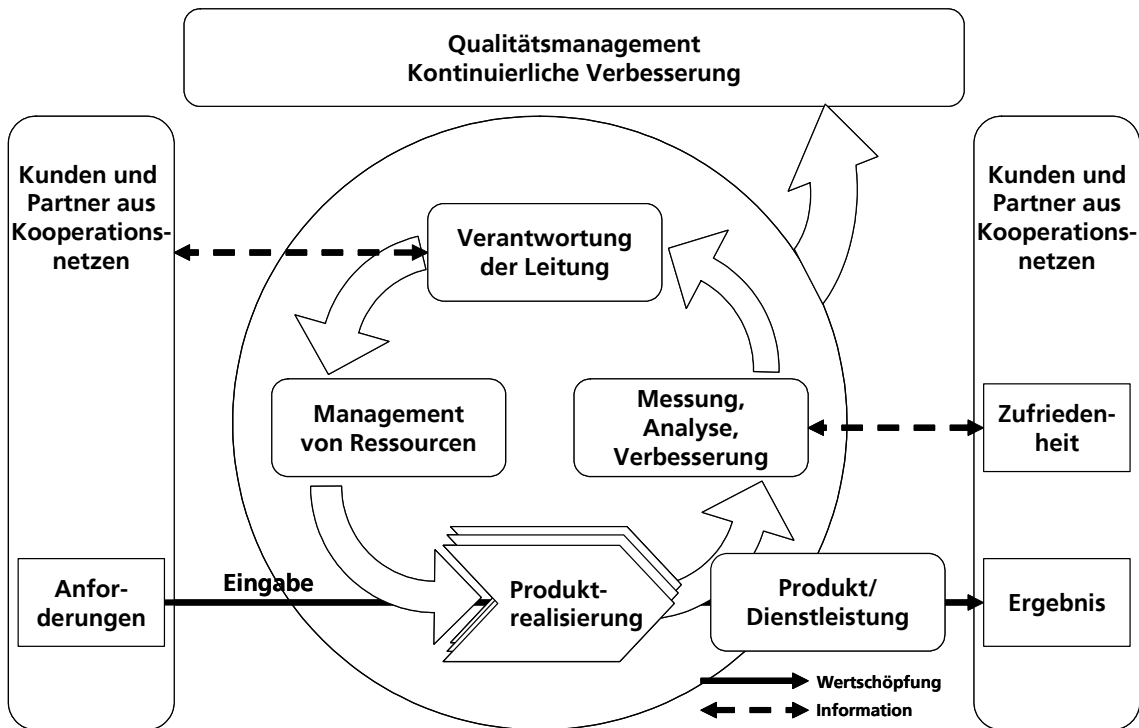 Qualitätsmanagement
Kontinuierliche Verbesserung
Kunden und
Partner aus
Kooperations-
netzen
Verantwortung
der Leitung
Kunden und
Partner aus
Kooperations-
netzen
Management
von Ressourcen
Messung,
Analyse,
Verbesserung
Zufrieden-
heit
Anfor-
derungen
Eingabe
Produkt-
realisierung
Produkt/
Dienstleistung
Ergebnis
Wertschöpfung
Information